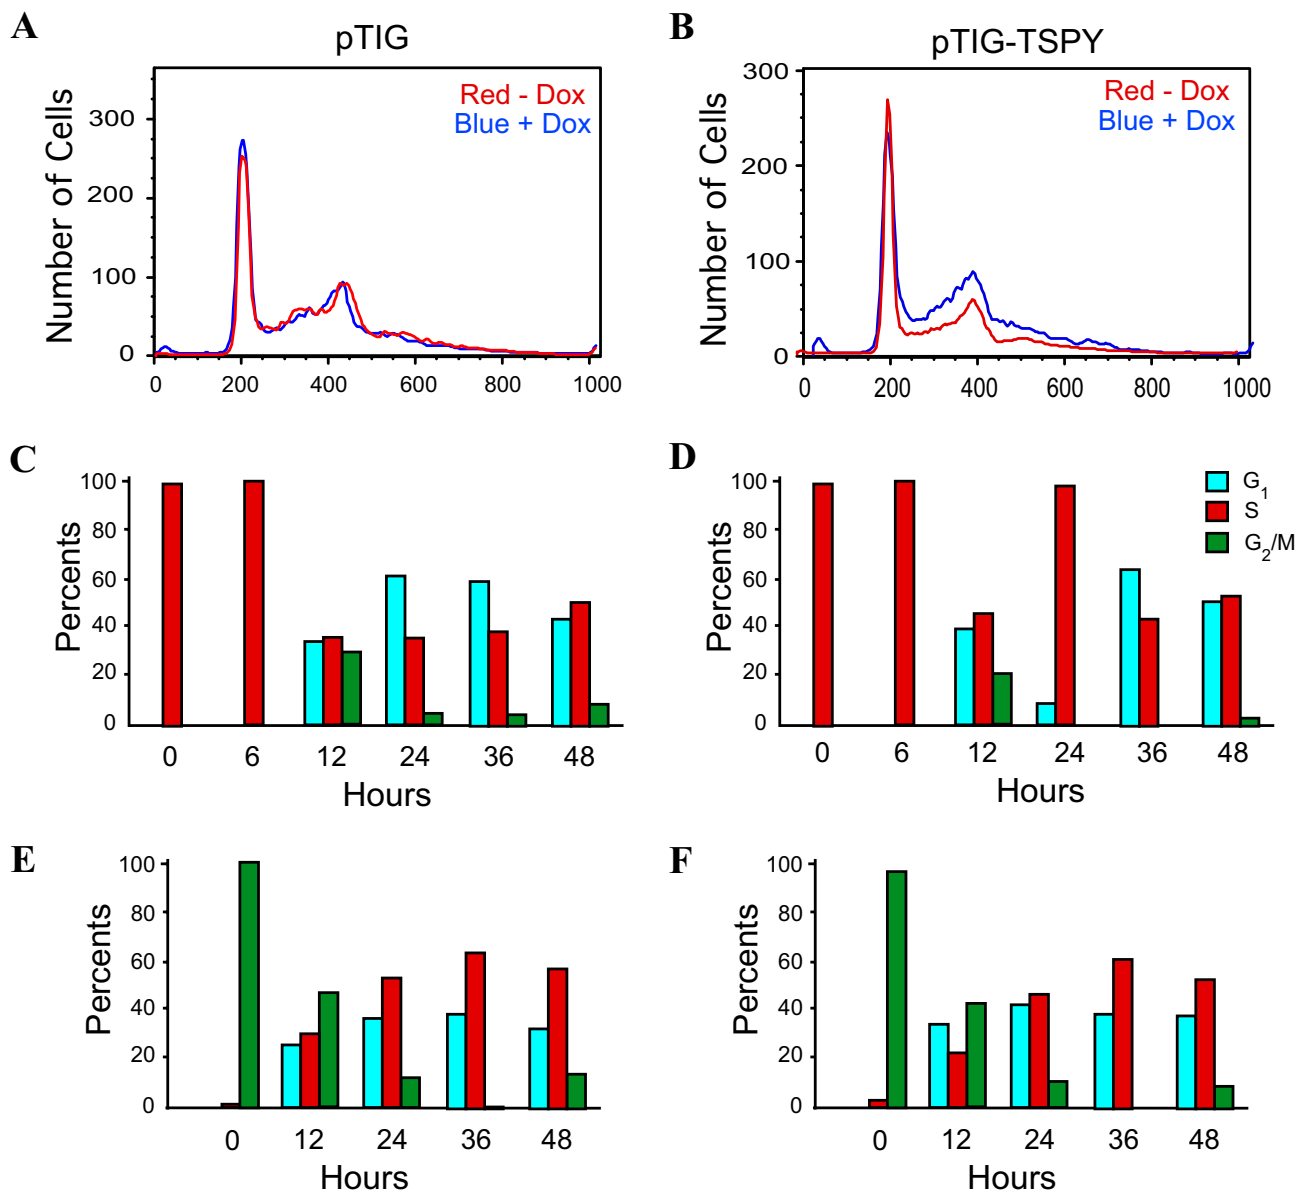 A
pTIG
Number of Cells
Red - Dox
Blue + Dox
300
200
100
0
0 200 400 600 800 1000
B
pTIG-TSPY
Number of Cells
Red - Dox
Blue + Dox
300
200
100
0
0 200 400 600 800 1000
C
Percents
100
80
60
40
20
0
0 6 12 24 36 48
Hours
D
Percents
100
80
60
40
20
0
G1
S
G2/M
0 6 12 24 36 48
Hours
E
Percents
100
80
60
40
20
0
0 12 24 36 48
Hours
F
Percents
100
80
60
40
20
0
0 12 24 36 48
Hours